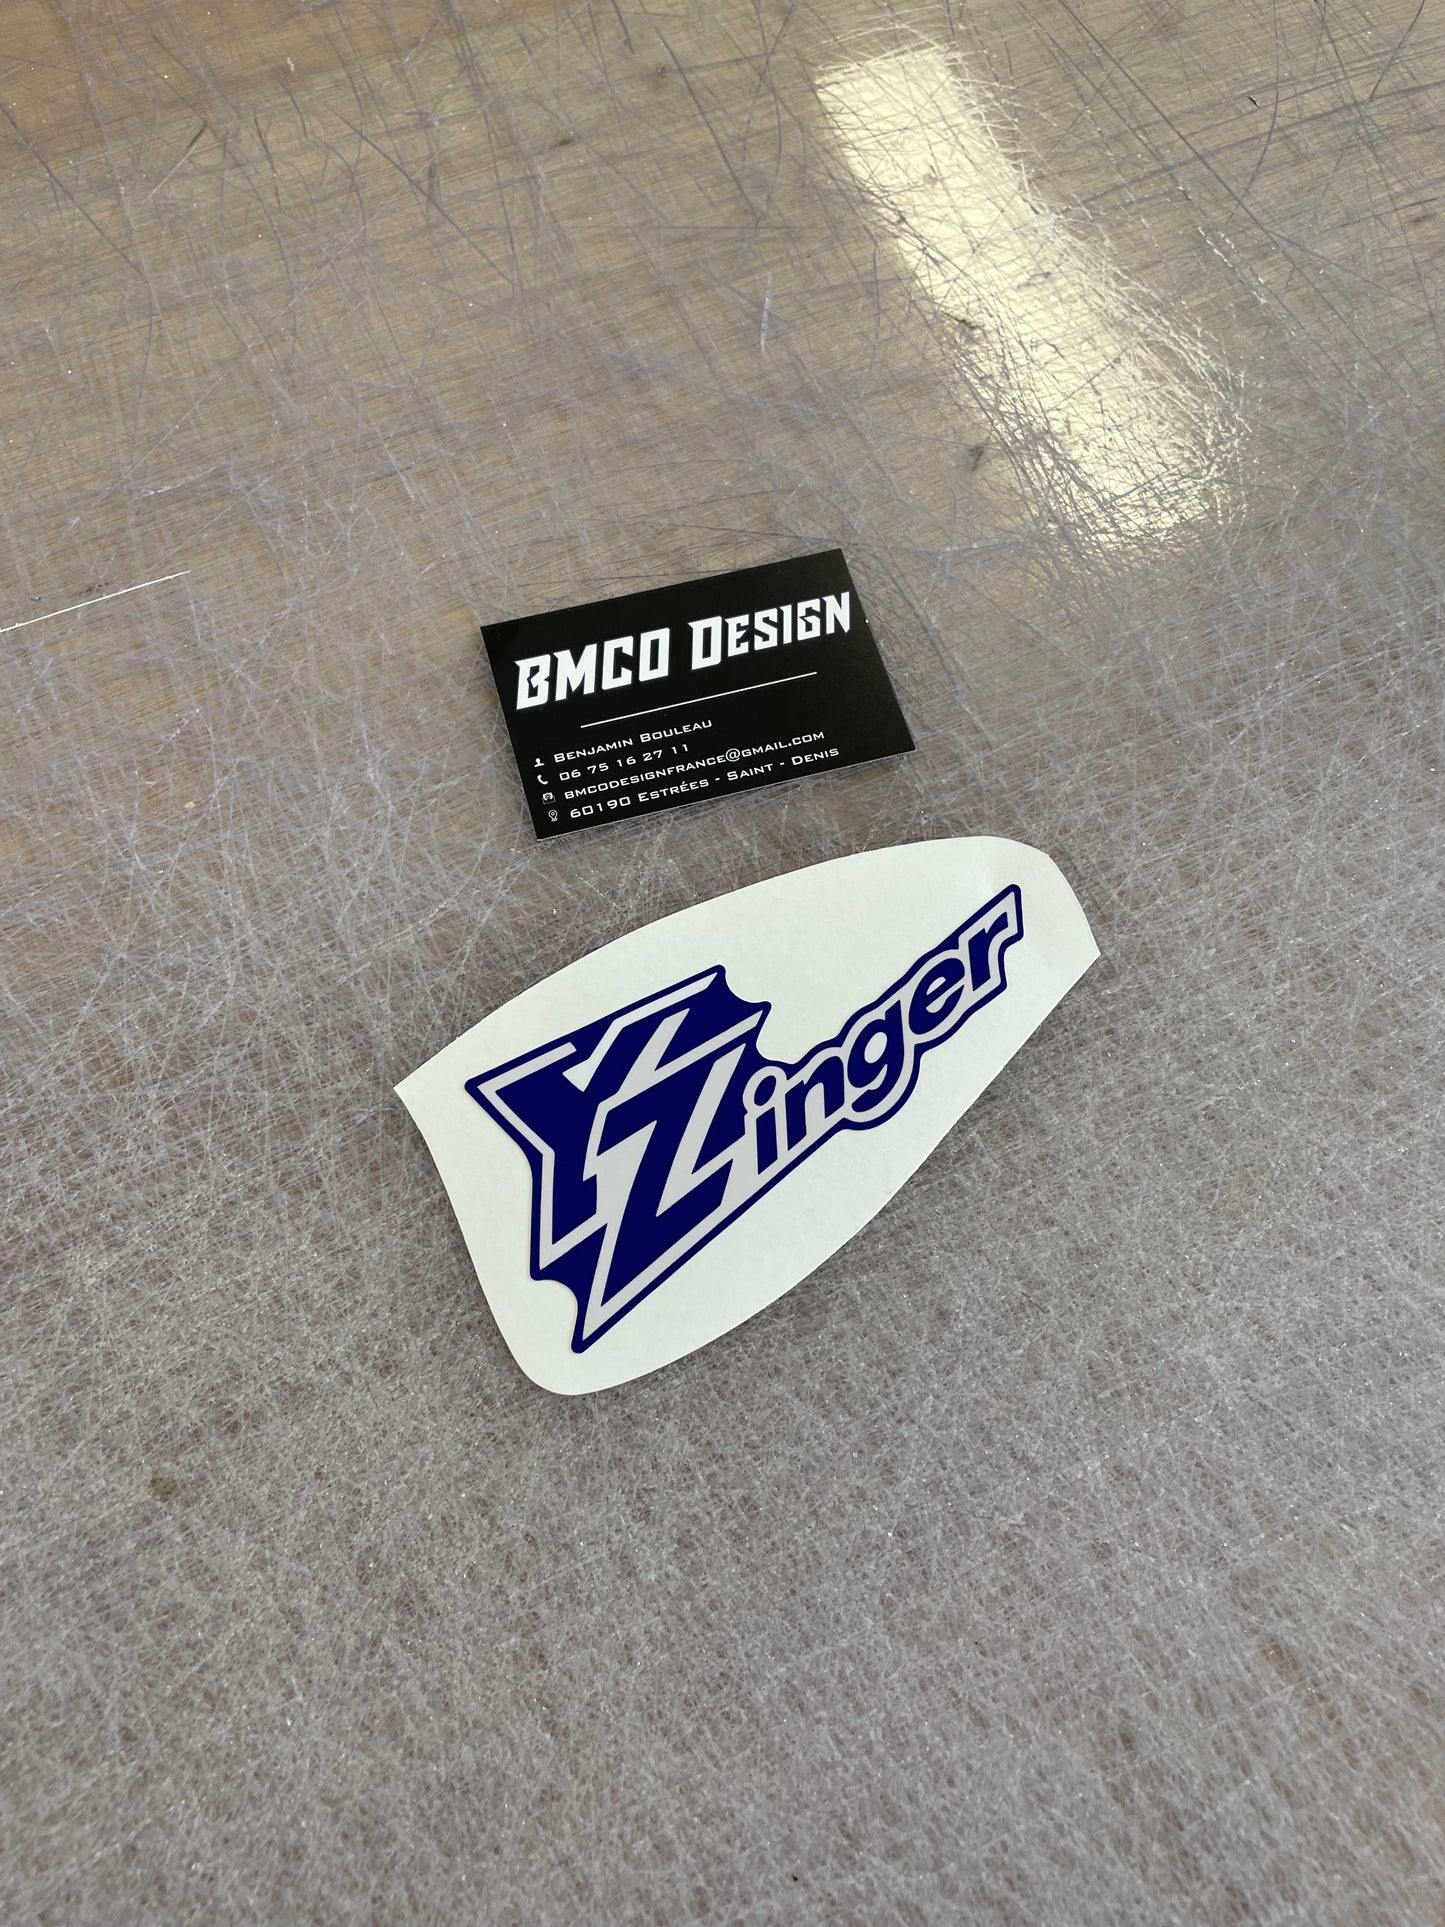 BMCO Design
Benjamin Bouleau
06 75 16 27 11
bmcodesignfrance@gmail.com
60190 Estrées - Saint - Denis
YZinger